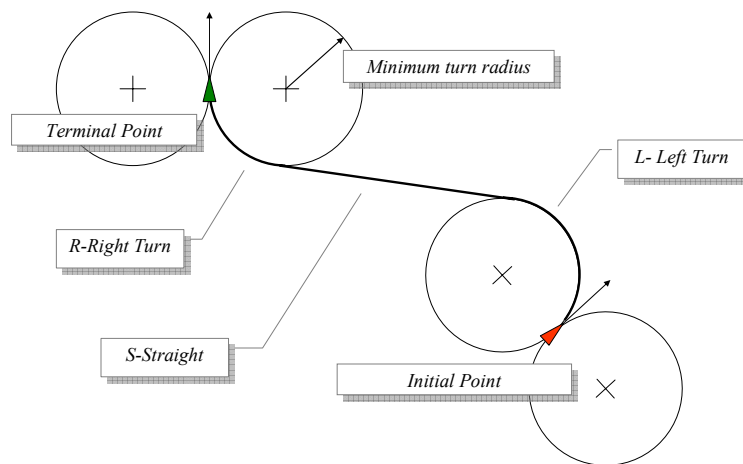 Minimum turn radius
Terminal Point
L- Left Turn
R-Right Turn
S-Straight
Initial Point